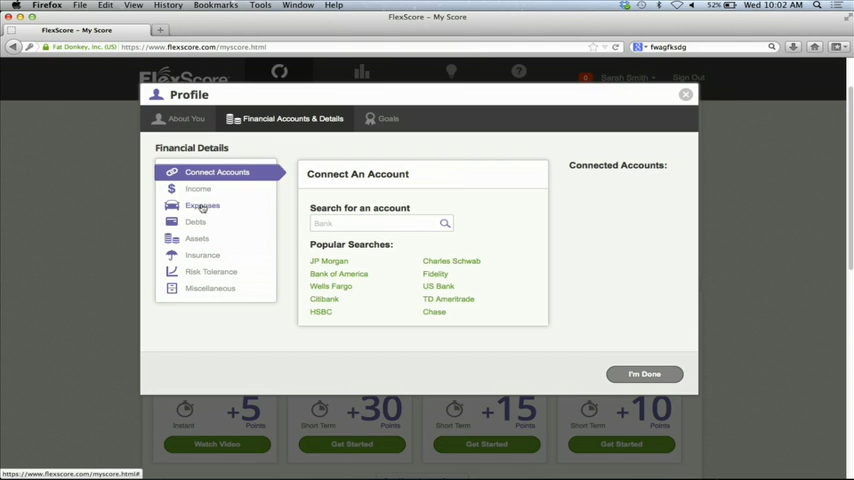 Firefox File Edit View History Bookmarks Tools Window Help 52% Wed 10:02 AM
FlexScore – My Score
FlexScore – My Score
Fat Donkey, Inc. (US) https://www.flexscore.com/myscore.html fwagfksdg
FlexScore 0 Sarah Smith Sign Out
Profile
About You Financial Accounts & Details Goals
Financial Details
Connect Accounts
Income
Expenses
Debts
Assets
Insurance
Risk Tolerance
Miscellaneous
Connect An Account
Search for an account
Bank
Popular Searches:
JP Morgan Charles Schwab
Bank of America Fidelity
Wells Fargo US Bank
Citibank TD Ameritrade
HSBC Chase
Connected Accounts:
I'm Done
Instant +5 Points Short Term +30 Points Short Term +15 Points Short Term +10 Points
Watch Video Get Started Get Started Get Started
https://www.flexscore.com/myscore.html#